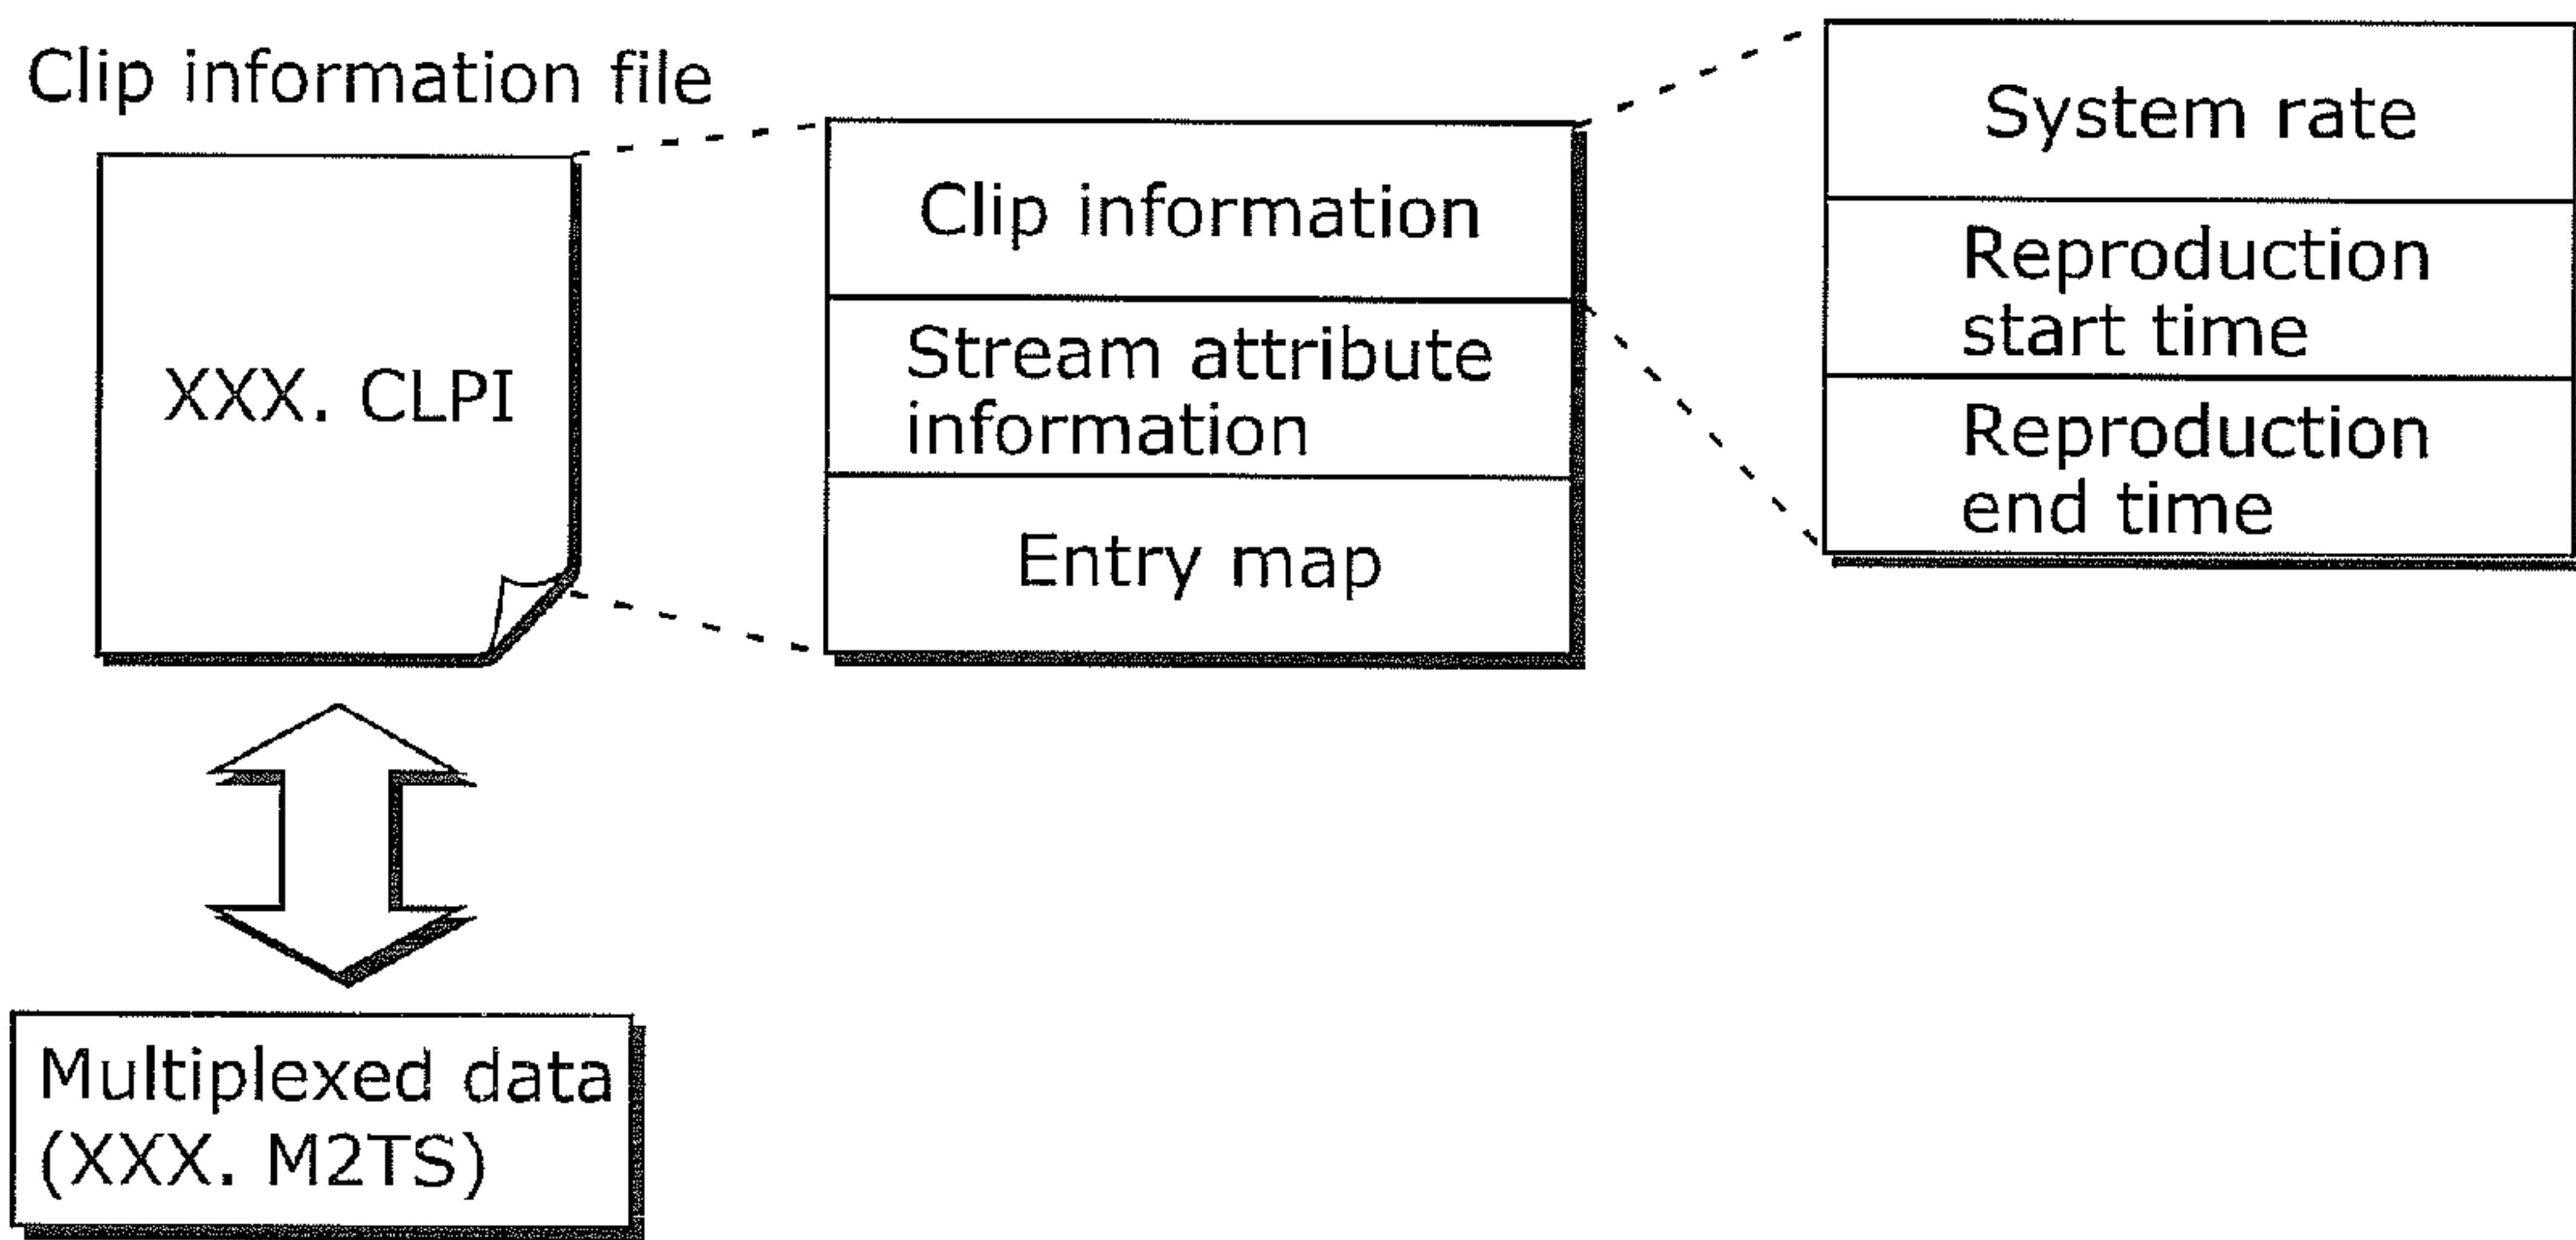 Clip information file
XXX. CLPI
Multiplexed data
(XXX. M2TS)
Clip information
Stream attribute
information
Entry map
System rate
Reproduction
start time
Reproduction
end time